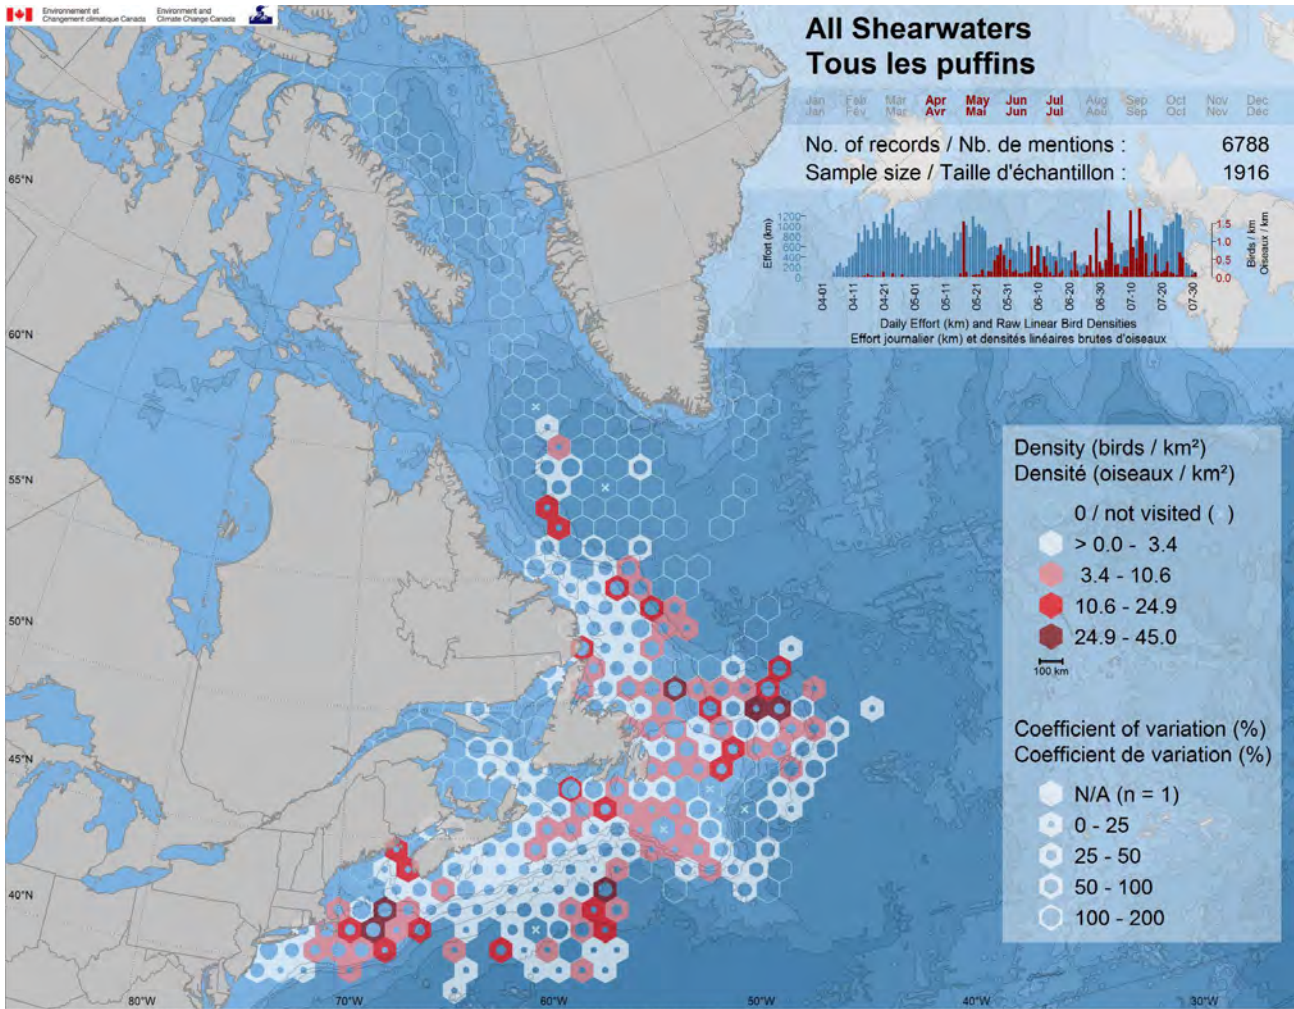 Environnement et
Changement climatique Canada
Environment and
Climate Change Canada
All Shearwaters
Tous les puffins
Jan Feb Mar Apr May Jun Jul Aug Sep Oct Nov Dec
Jan Fév Mar Avr Mai Jun Jul Aoû Sep Oct Nov Déc
No. of records / Nb. de mentions : 6788
Sample size / Taille d'échantillon : 1916
Effort (km)
1200
1000
800
600
400
200
0
1.5
1.0
0.5
0.0
Birds / km
Oiseaux / km
04-01 04-11 04-21 05-01 05-11 05-21 05-31 06-10 06-20 06-30 07-10 07-20 07-30
Daily Effort (km) and Raw Linear Bird Densities
Effort journalier (km) et densités linéaires brutes d'oiseaux
65°N
60°N
55°N
50°N
45°N
40°N
Density (birds / km²)
Densité (oiseaux / km²)
0 / not visited ( × )
> 0.0 - 3.4
3.4 - 10.6
10.6 - 24.9
24.9 - 45.0
100 km
Coefficient of variation (%)
Coefficient de variation (%)
N/A (n = 1)
0 - 25
25 - 50
50 - 100
100 - 200
80°W 70°W 60°W 50°W 40°W 30°W